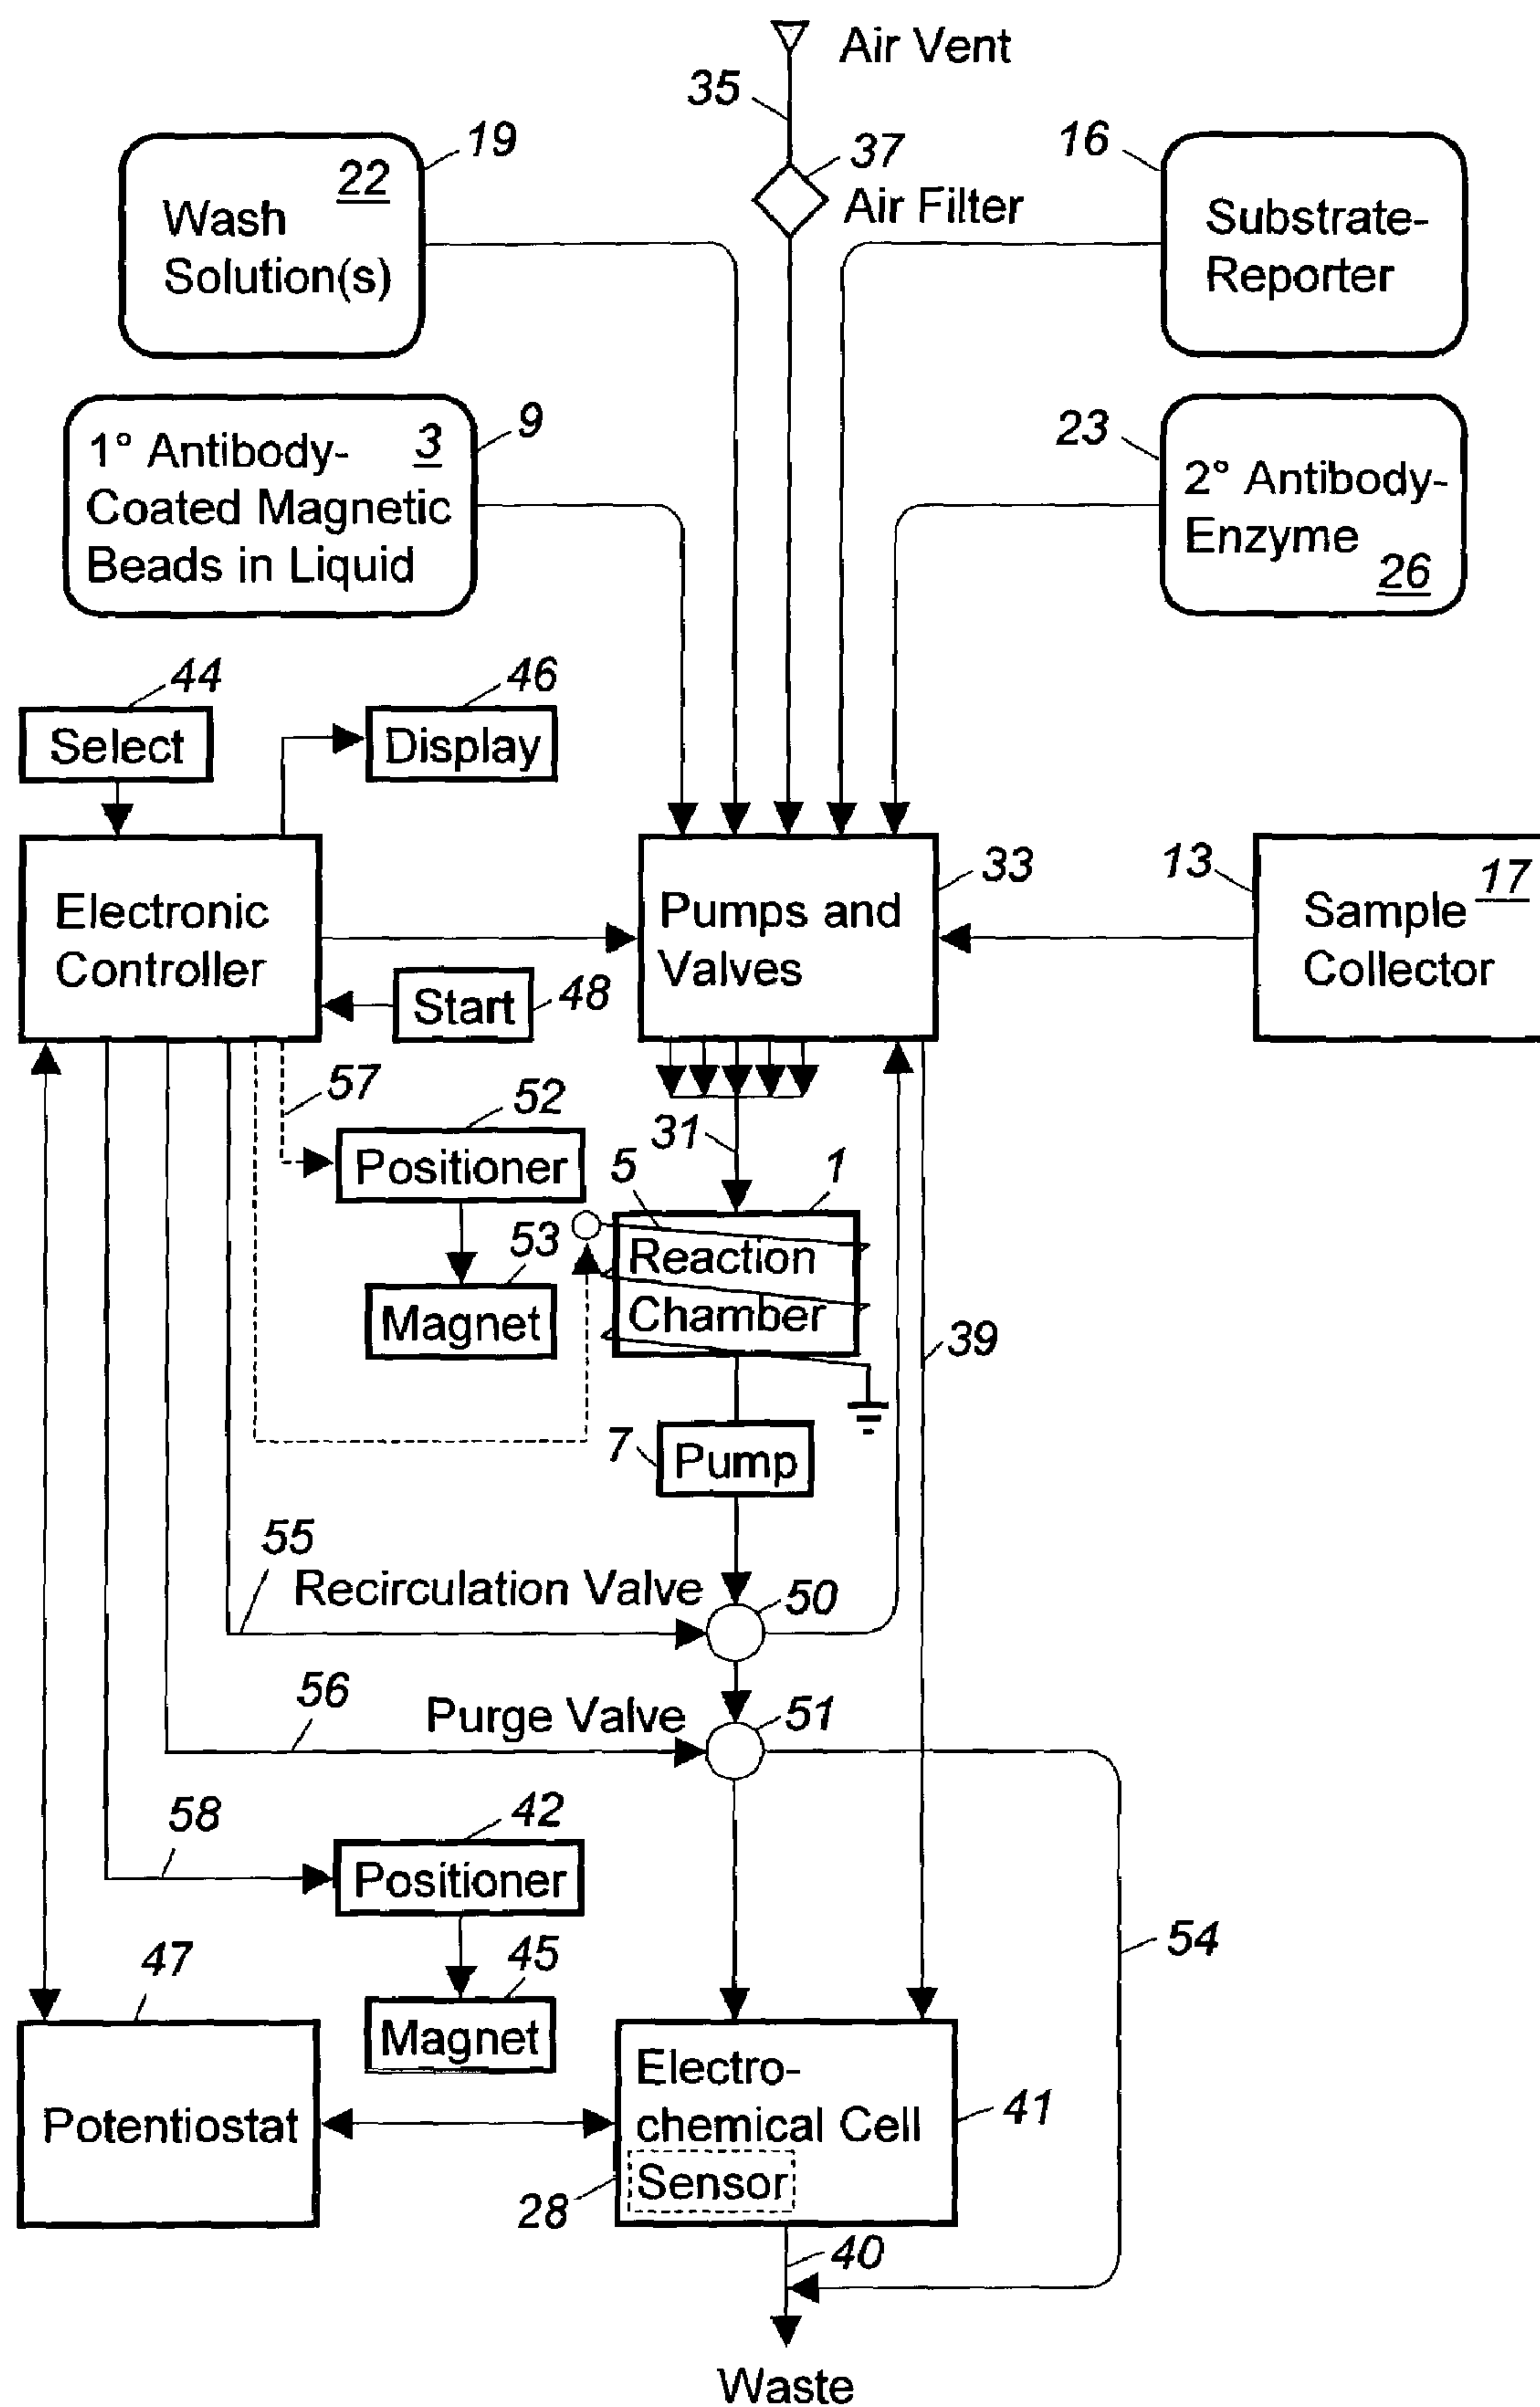 Air Vent
35
19
37
16
22
Wash
Solution(s)
Air Filter
Substrate-
Reporter
9
3
1° Antibody-
Coated Magnetic
Beads in Liquid
23
2° Antibody-
Enzyme
26
44
46
Select
Display
33
13
17
Electronic
Controller
Pumps and
Valves
Sample
Collector
Start
48
57
52
31
5
1
Positioner
53
Reaction
Chamber
Magnet
39
7
Pump
55
Recirculation Valve
50
56
Purge Valve
51
58
42
Positioner
54
47
45
Magnet
Electro-
chemical Cell
41
Potentiostat
Sensor
28
40
Waste